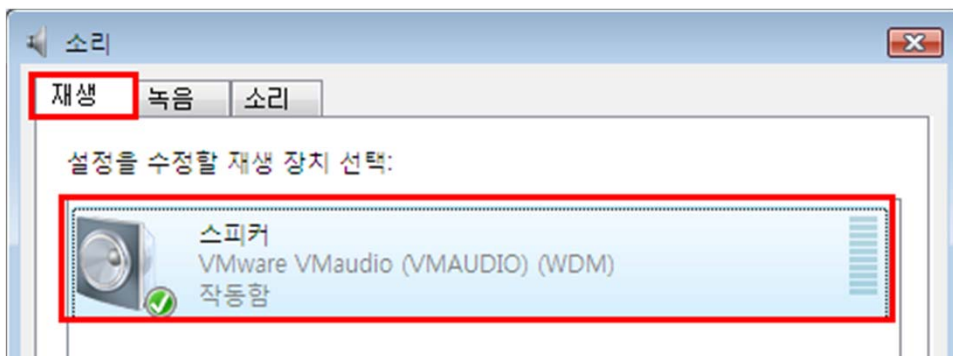 소리
재생 녹음 소리
설정을 수정할 재생 장치 선택:
스피커
VMware VMaudio (VMAUDIO) (WDM)
작동함